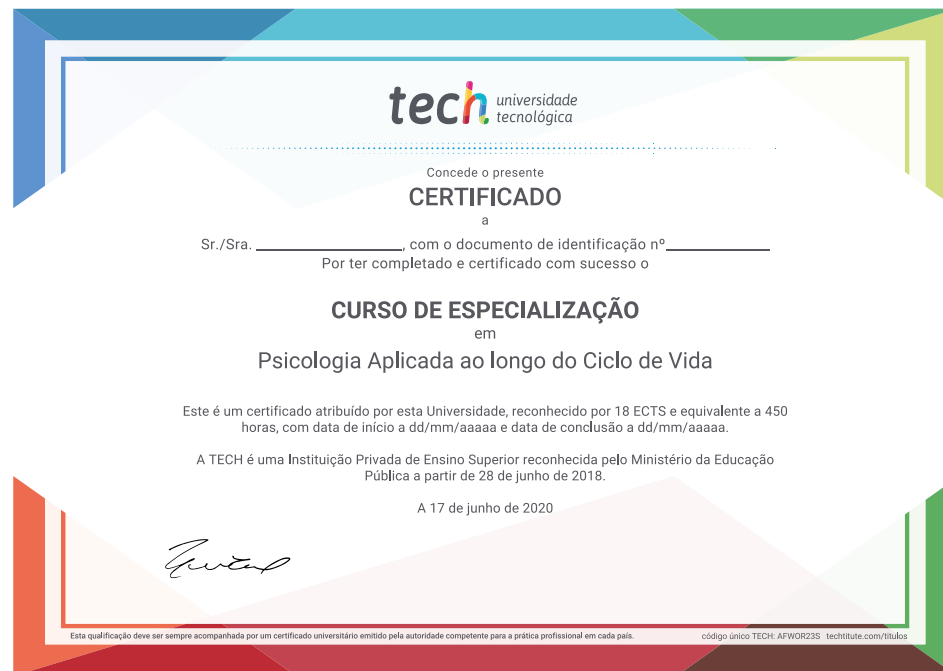 tech universidade
tecnológica
Concede o presente
CERTIFICADO
a
Sr./Sra. ____________, com o documento de identificação nº____________
Por ter completado e certificado com sucesso o
CURSO DE ESPECIALIZAÇÃO
em
Psicologia Aplicada ao longo do Ciclo de Vida
Este é um certificado atribuído por esta Universidade, reconhecido por 18 ECTS e equivalente a 450
horas, com data de início a dd/mm/aaaaa e data de conclusão a dd/mm/aaaaa.
A TECH é uma Instituição Privada de Ensino Superior reconhecida pelo Ministério da Educação
Pública a partir de 28 de junho de 2018.
A 17 de junho de 2020
Esta qualificação deve ser sempre acompanhada por um certificado universitário emitido pela autoridade competente para a prática profissional em cada país. código único TECH: AFWOR23S techtitute.com/titulos